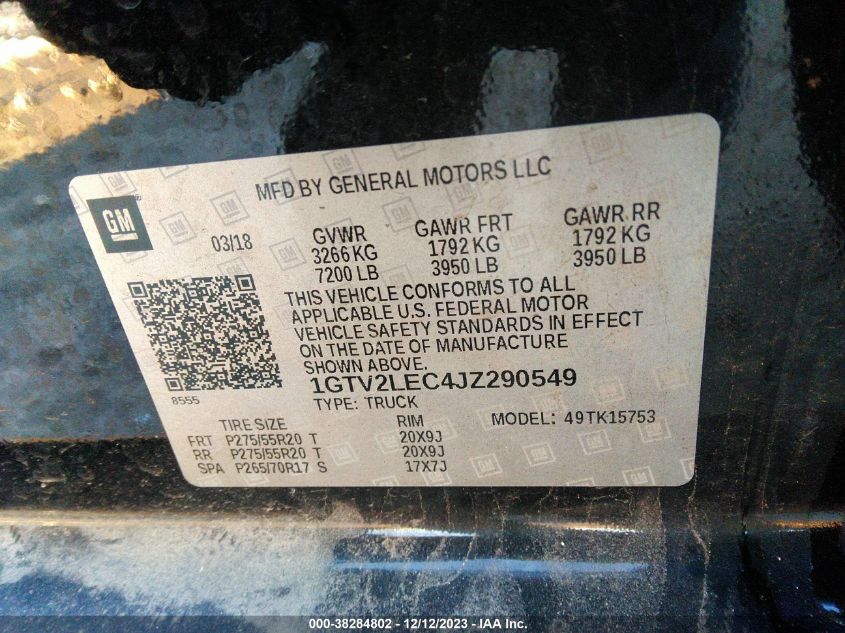 MFD BY GENERAL MOTORS LLC
GM
03/18
GVWR GAWR FRT GAWR RR
3266 KG 1792 KG 1792 KG
7200 LB 3950 LB 3950 LB
THIS VEHICLE CONFORMS TO ALL
APPLICABLE U.S. FEDERAL MOTOR
VEHICLE SAFETY STANDARDS IN EFFECT
ON THE DATE OF MANUFACTURE
SHOWN ABOVE.
8555
1GTV2LEC4JZ290549
TYPE: TRUCK
MODEL: 49TK15753
TIRE SIZE RIM
FRT P275/55R20 T 20X9J
RR P275/55R20 T 20X9J
SPA P265/70R17 S 17X7J
000-38284802 - 12/12/2023 - IAA Inc.